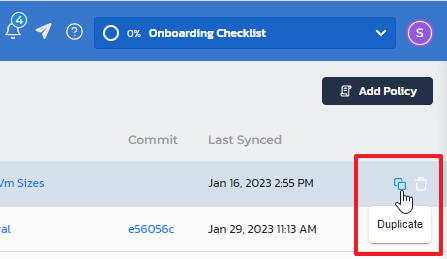 4
0% Onboarding Checklist
S
Add Policy
Commit Last Synced
Vm Sizes Jan 16, 2023 2:55 PM
Duplicate
e56056c Jan 29, 2023 11:13 AM